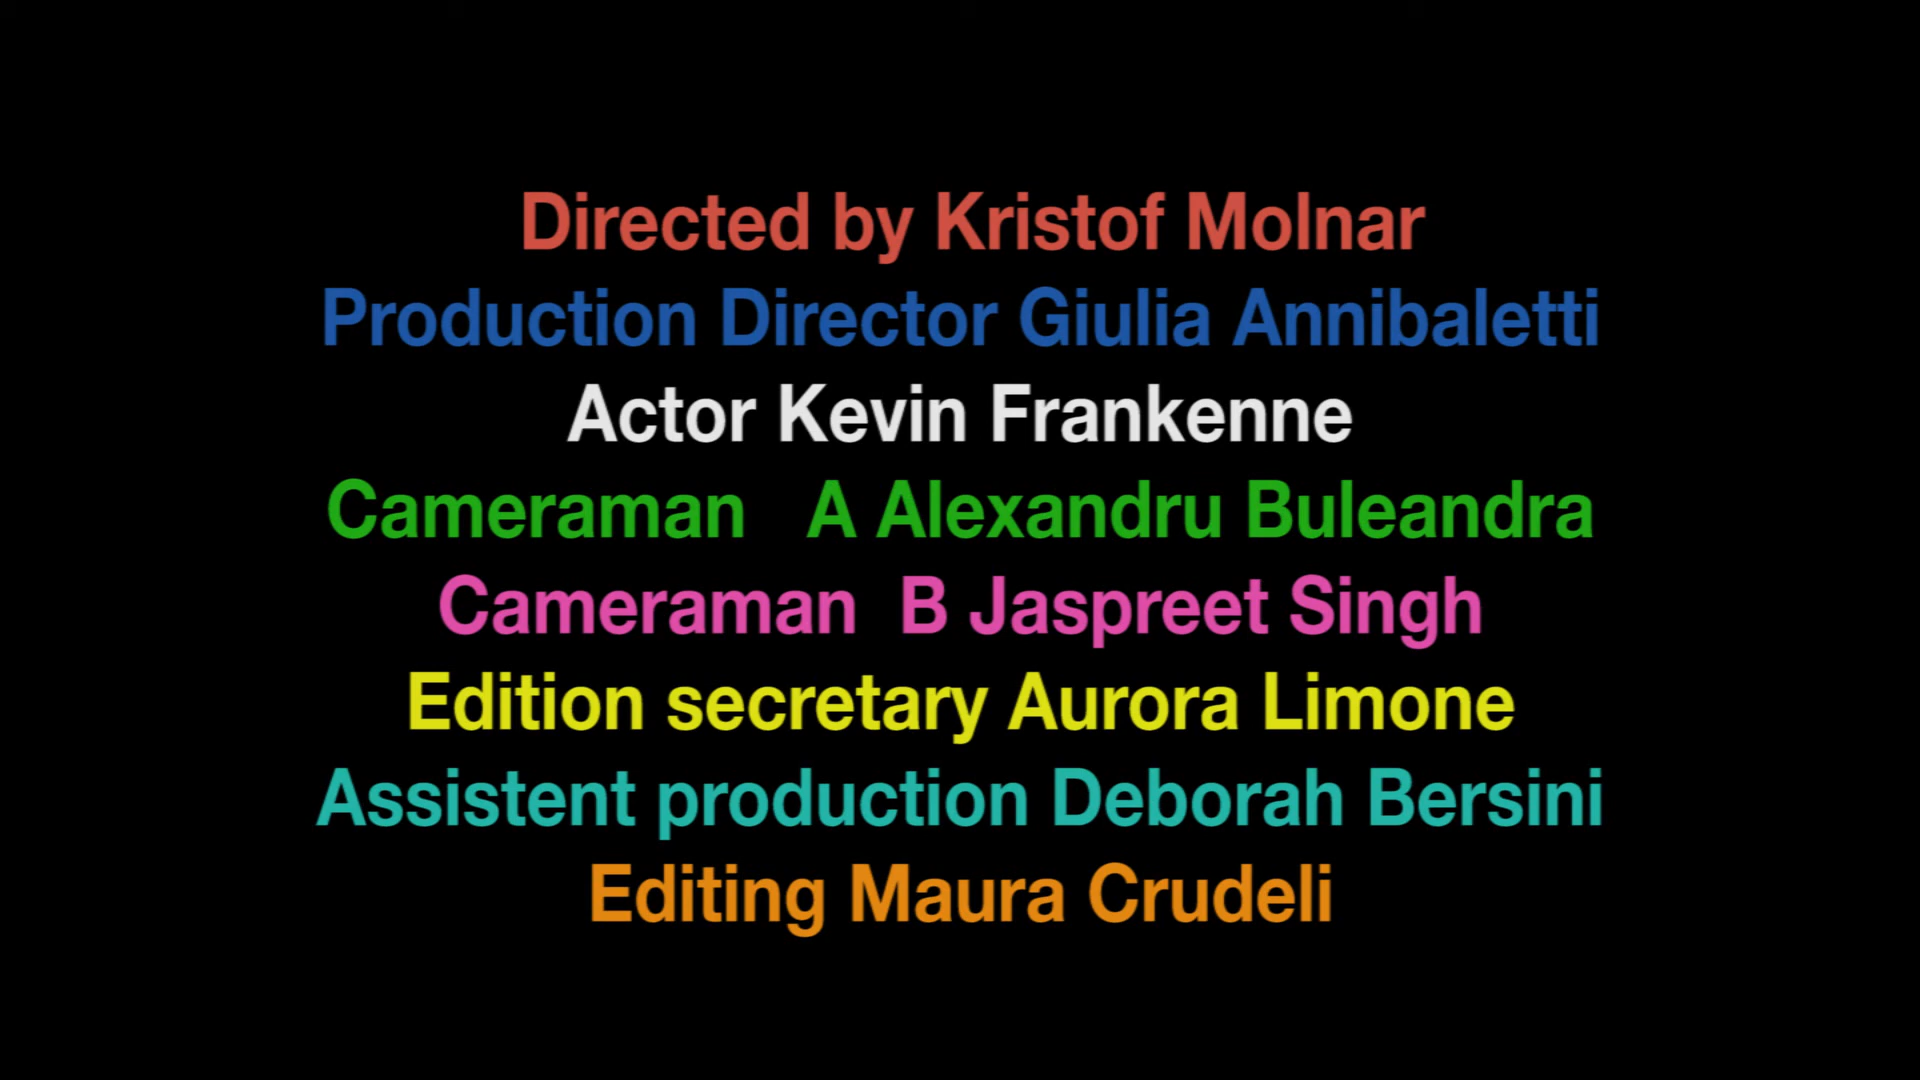 Directed by Kristof Molnar
Production Director Giulia Annibaletti
Actor Kevin Frankenne
Cameraman   A Alexandru Buleandra
Cameraman  B Jaspreet Singh
Edition secretary Aurora Limone
Assistent production Deborah Bersini
Editing Maura Crudeli